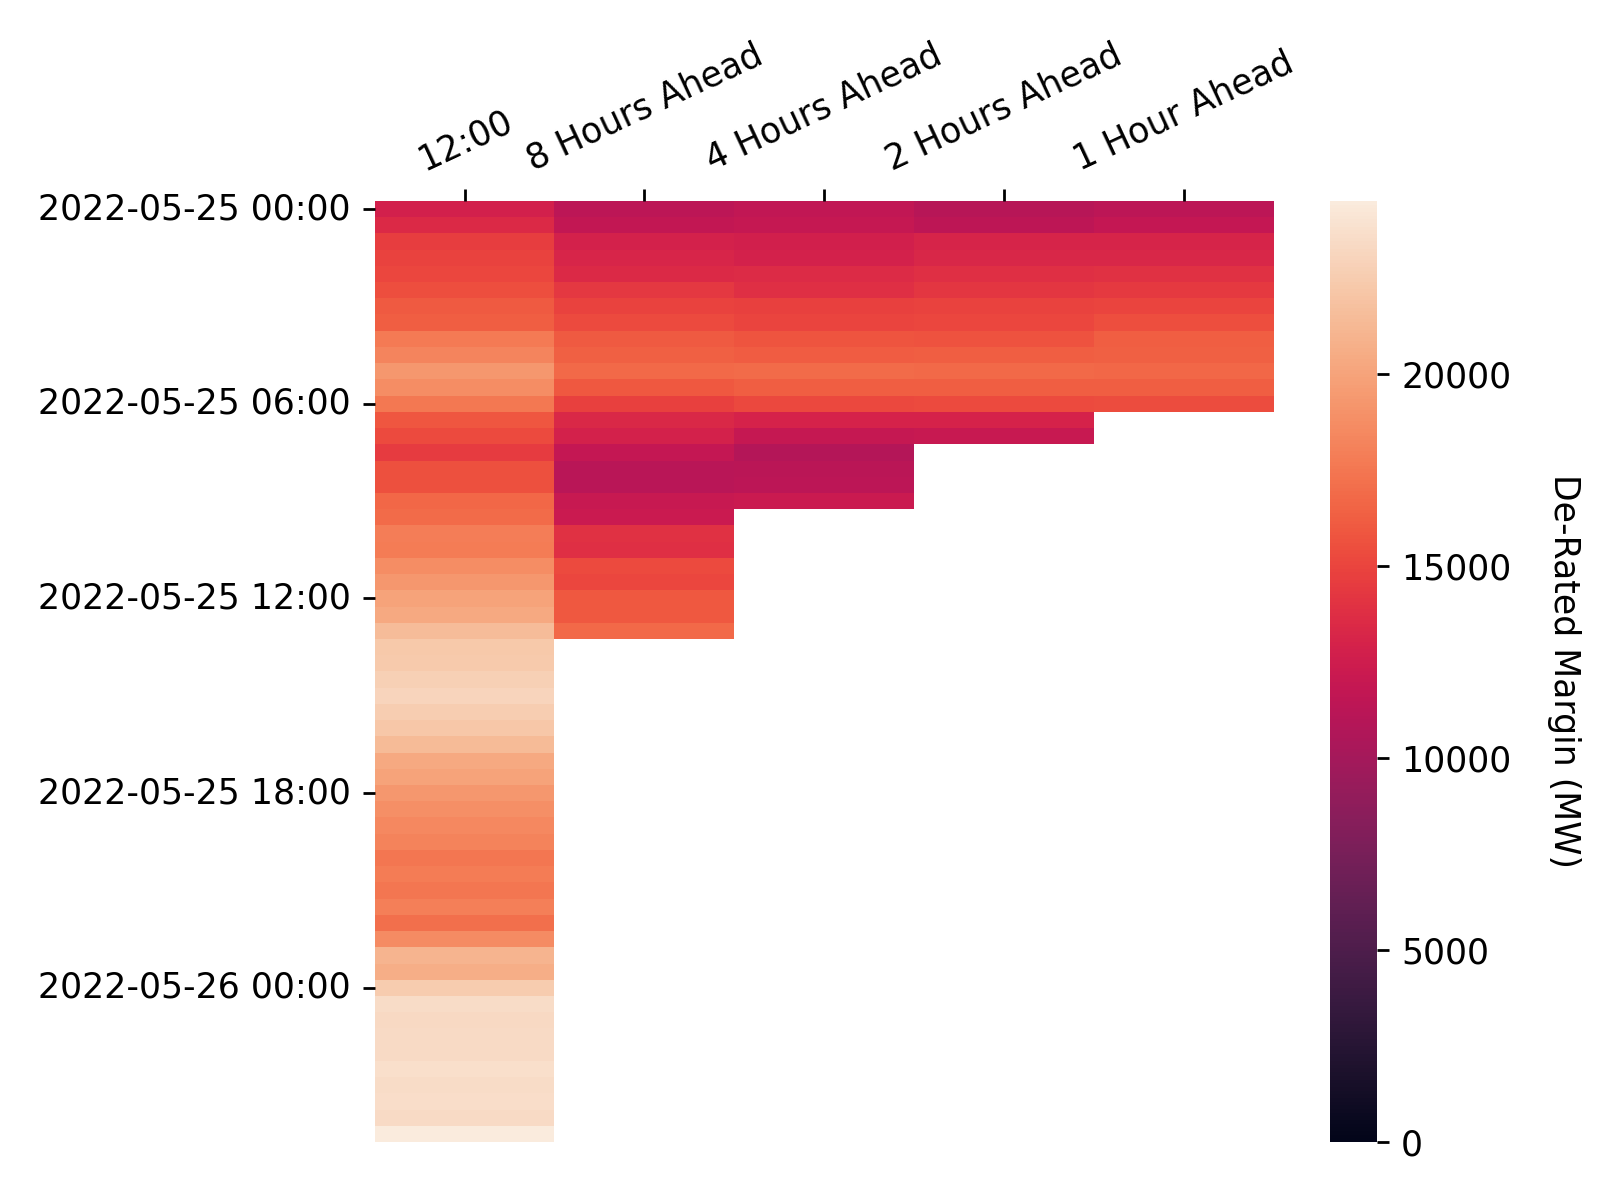 12:00
8 Hours Ahead
4 Hours Ahead
2 Hours Ahead
1 Hour Ahead
2022-05-25 00:00
2022-05-25 06:00
2022-05-25 12:00
2022-05-25 18:00
2022-05-26 00:00
20000
15000
10000
5000
0
De-Rated Margin (MW)